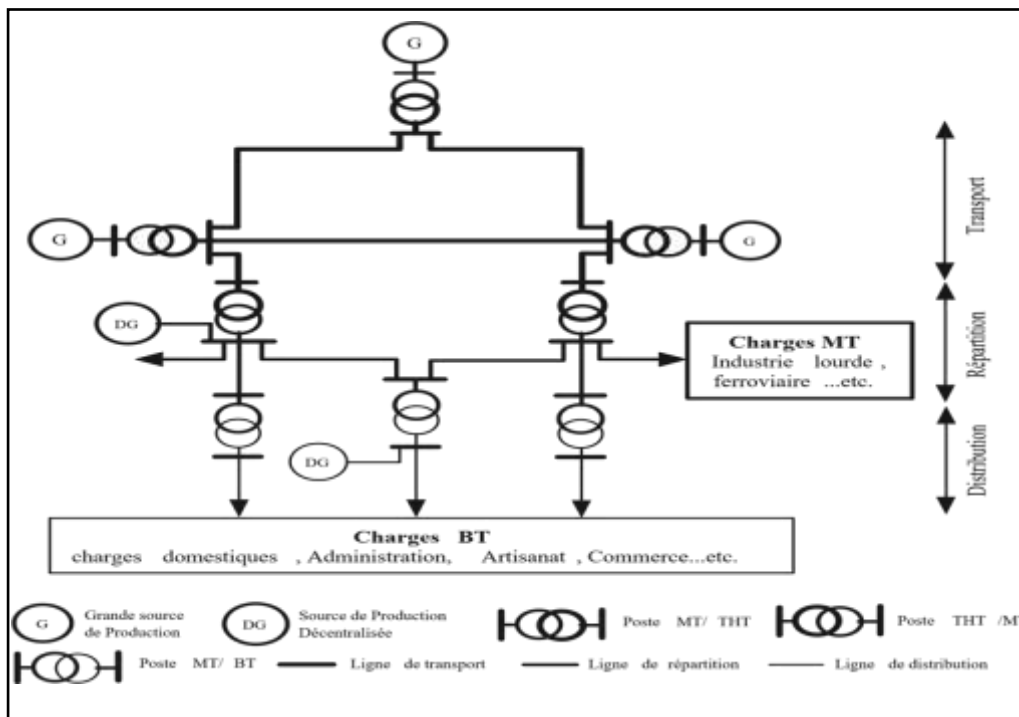 G
Transport
G
G
DG
Charges MT
Industrie lourde ,
ferroviaire ...etc.
Répartition
DG
Distribution
Charges BT
charges domestiques , Administration, Artisanat , Commerce...etc.
G
Grande source
de Production
DG
Source de Production
Décentralisée
Poste MT/ THT
Poste THT /M
Poste MT/ BT
Ligne de transport
Ligne de répartition
Ligne de distribution